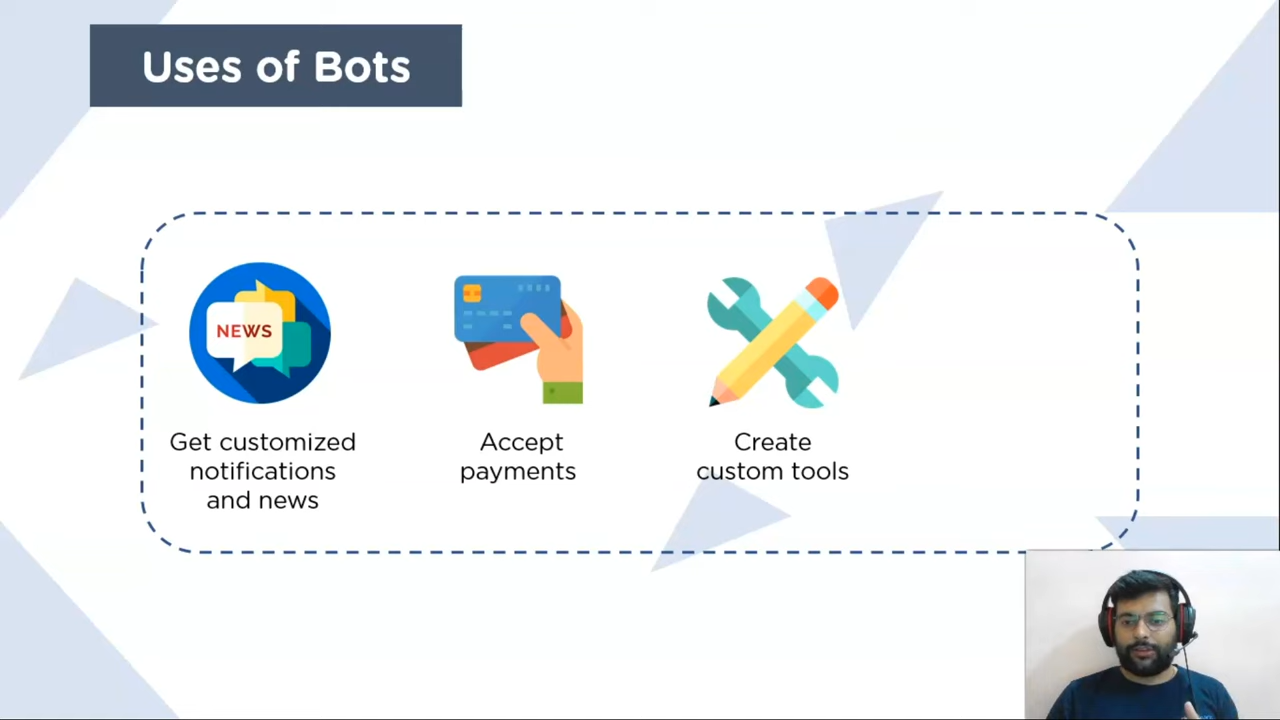 Uses of Bots
NEWS
Get customized
notifications
and news
Accept
payments
Create
custom tools